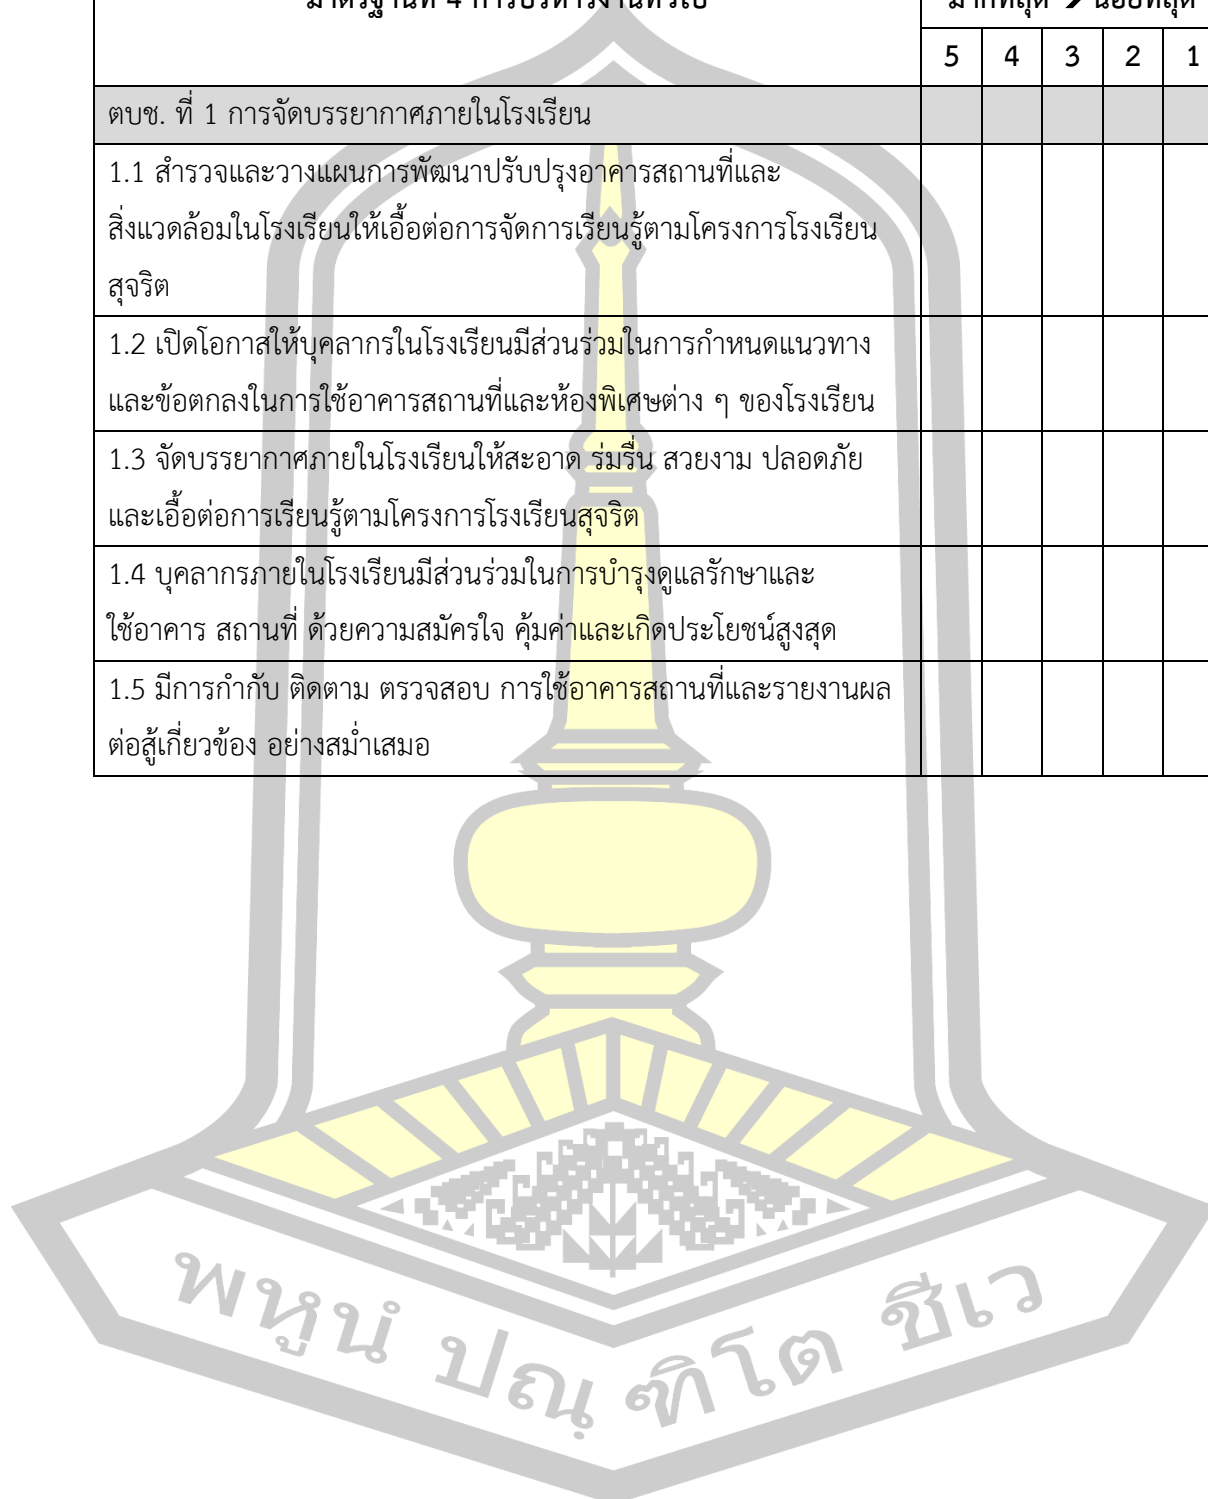 มาตรฐานที่ 4 การบริหารงานทั่วไป
มากที่สุด → น้อยที่สุด
5 4 3 2 1
ตบช. ที่ 1 การจัดบรรยากาศภายในโรงเรียน
1.1 สำรวจและวางแผนการพัฒนาปรับปรุงอาคารสถานที่และ
สิ่งแวดล้อมในโรงเรียนให้เอื้อต่อการจัดการเรียนรู้ตามโครงการโรงเรียน
สุจริต
1.2 เปิดโอกาสให้บุคลากรในโรงเรียนมีส่วนร่วมในการกำหนดแนวทาง
และข้อตกลงในการใช้อาคารสถานที่และห้องพิเศษต่าง ๆ ของโรงเรียน
1.3 จัดบรรยากาศภายในโรงเรียนให้สะอาด ร่มรื่น สวยงาม ปลอดภัย
และเอื้อต่อการเรียนรู้ตามโครงการโรงเรียนสุจริต
1.4 บุคลากรภายในโรงเรียนมีส่วนร่วมในการบำรุงดูแลรักษาและ
ใช้อาคาร สถานที่ ด้วยความสมัครใจ คุ้มค่าและเกิดประโยชน์สูงสุด
1.5 มีการกำกับ ติดตาม ตรวจสอบ การใช้อาคารสถานที่และรายงานผล
ต่อสู้เกี่ยวข้อง อย่างสม่ำเสมอ
พหูนํ ปณฺฑิโต ชีเว